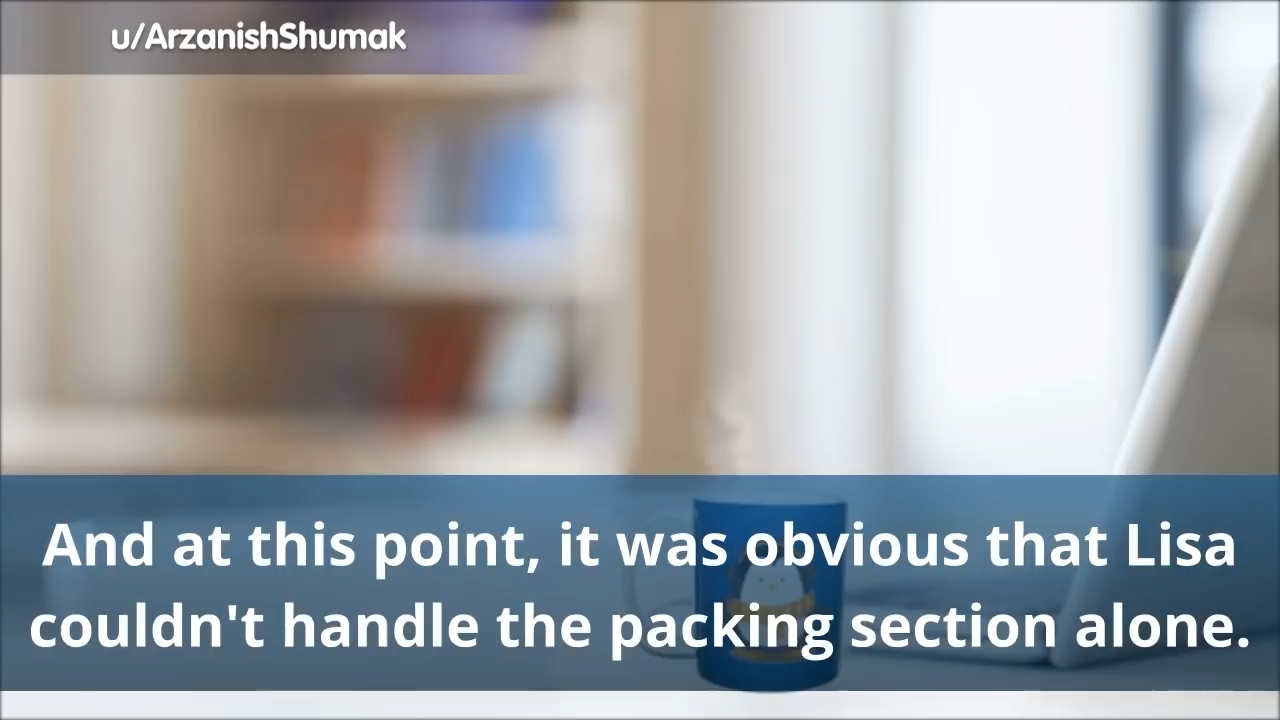 u/ArzanishShumak
And at this point, it was obvious that Lisa
couldn't handle the packing section alone.